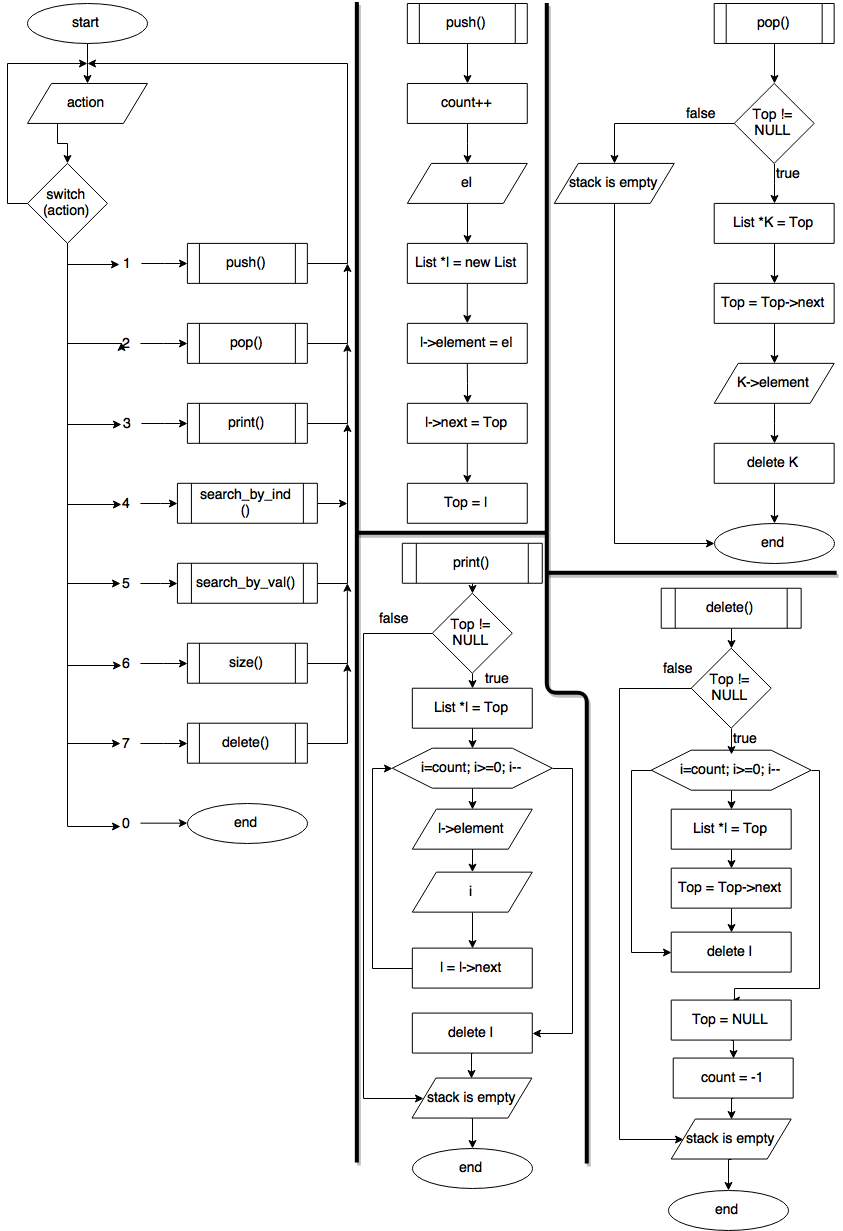 start
action
switch
(action)
1
push()
2
pop()
3
print()
4
search_by_ind
()
5
search_by_val()
6
size()
7
delete()
0
end
push()
count++
el
List *l = new List
l->element = el
l->next = Top
Top = l
pop()
Top !=
NULL
false
true
stack is empty
List *K = Top
Top = Top->next
K->element
delete K
end
print()
Top !=
NULL
false
true
List *l = Top
i=count; i>=0; i--
l->element
i
l = l->next
delete l
stack is empty
end
delete()
Top !=
NULL
false
true
i=count; i>=0; i--
List *l = Top
Top = Top->next
delete l
Top = NULL
count = -1
stack is empty
end